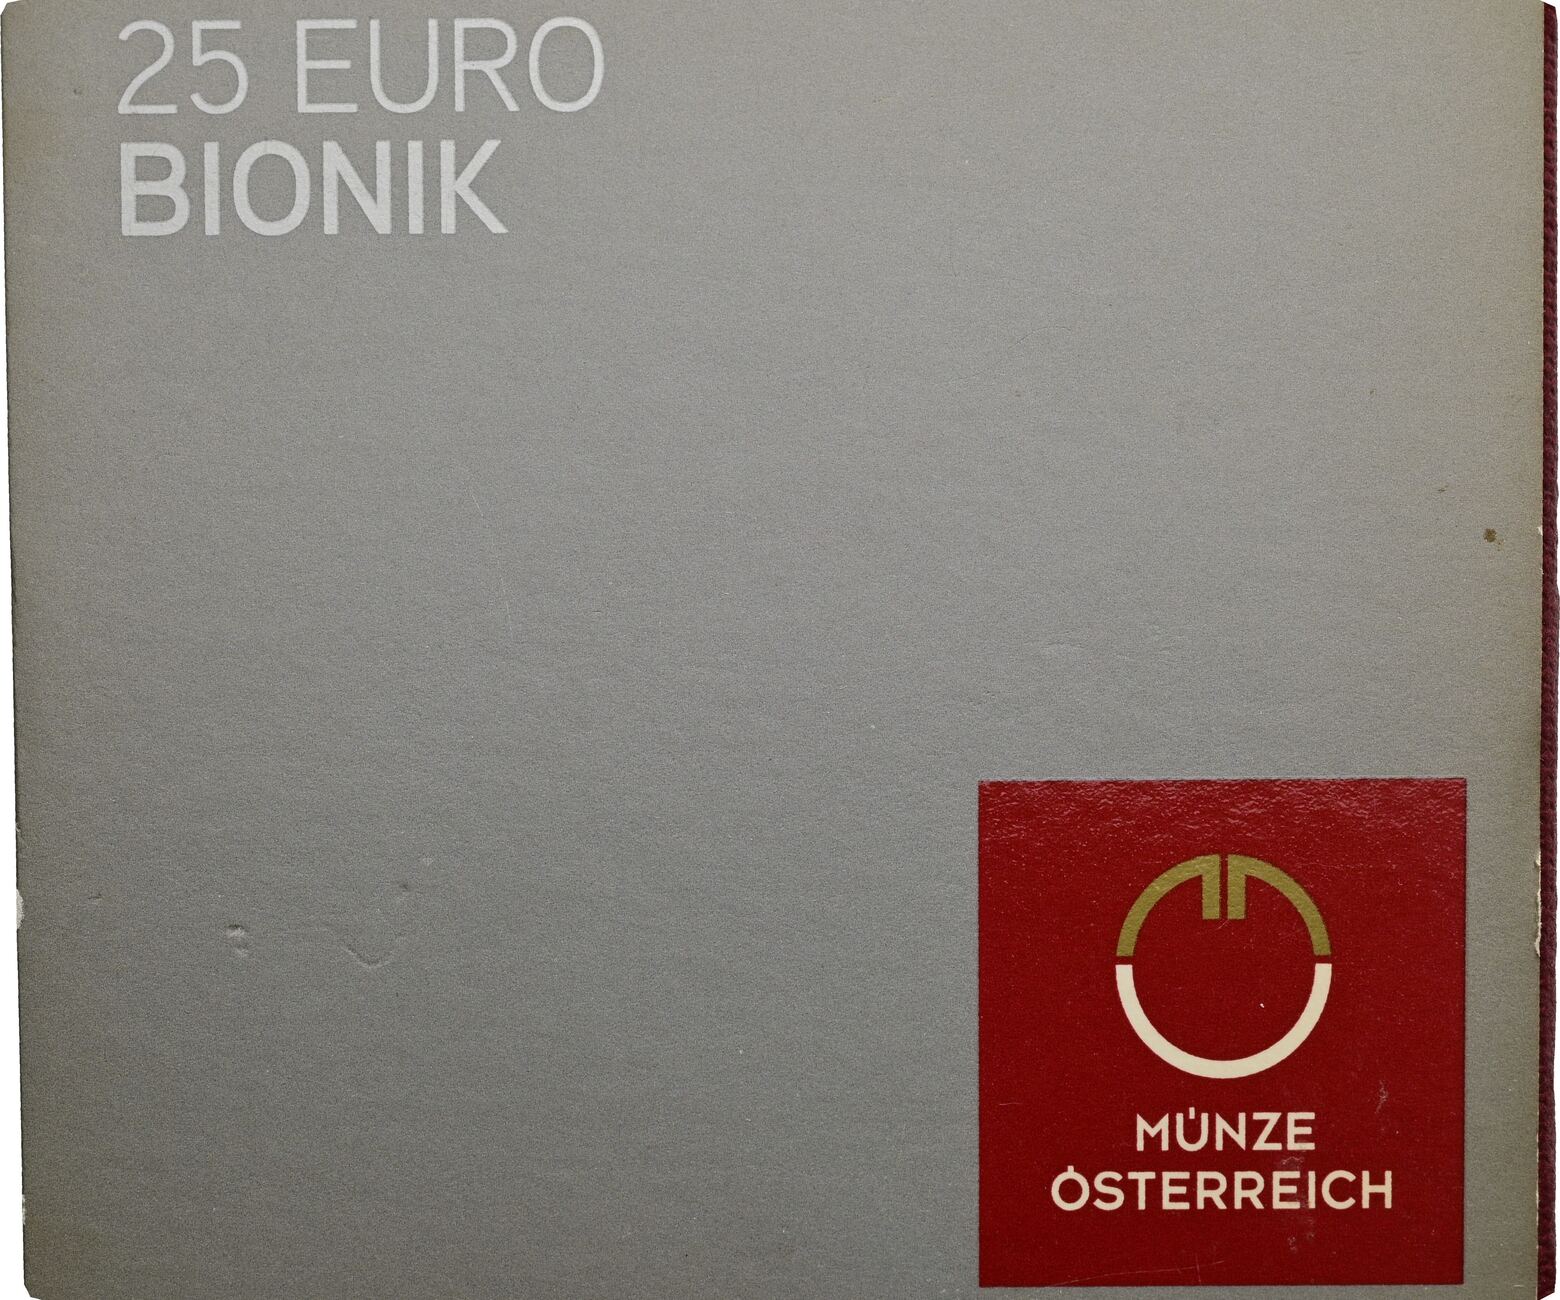 25 EURO
BIONIK
MÜNZE
ÖSTERREICH